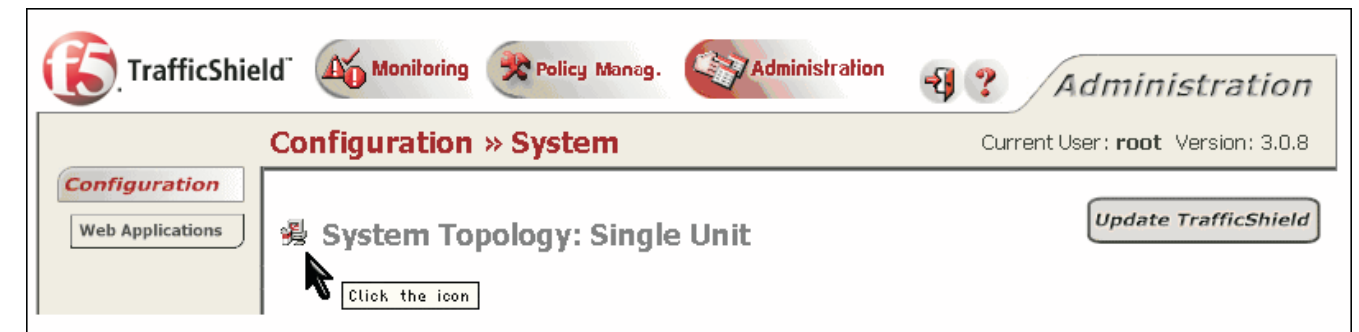 f5 TrafficShield™ Monitoring Policy Manag. Administration ? Administration
Configuration » System Current User: root Version: 3.0.8
Configuration
Web Applications System Topology: Single Unit Update TrafficShield
Click the icon